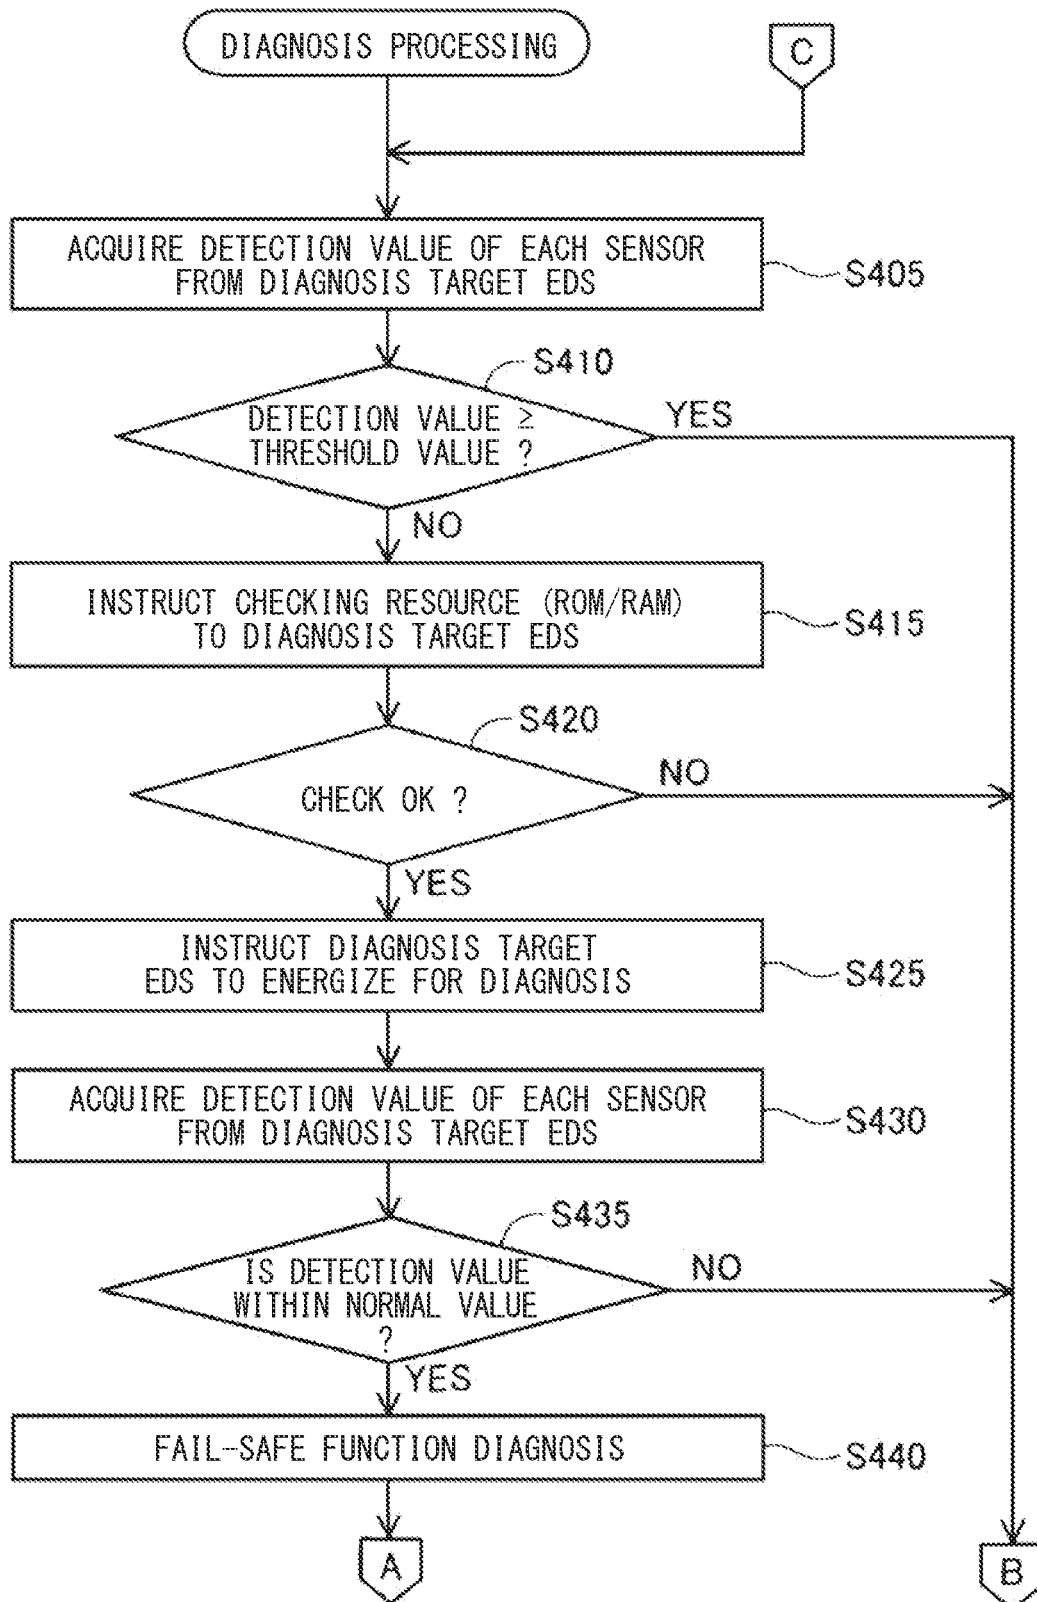 DIAGNOSIS PROCESSING
C
ACQUIRE DETECTION VALUE OF EACH SENSOR
FROM DIAGNOSIS TARGET EDS
S405
S410
DETECTION VALUE ≥
THRESHOLD VALUE ?
YES
NO
INSTRUCT CHECKING RESOURCE (ROM/RAM)
TO DIAGNOSIS TARGET EDS
S415
S420
CHECK OK ?
NO
YES
INSTRUCT DIAGNOSIS TARGET
EDS TO ENERGIZE FOR DIAGNOSIS
S425
ACQUIRE DETECTION VALUE OF EACH SENSOR
FROM DIAGNOSIS TARGET EDS
S430
S435
IS DETECTION VALUE
WITHIN NORMAL VALUE
?
NO
YES
FAIL-SAFE FUNCTION DIAGNOSIS
S440
A
B